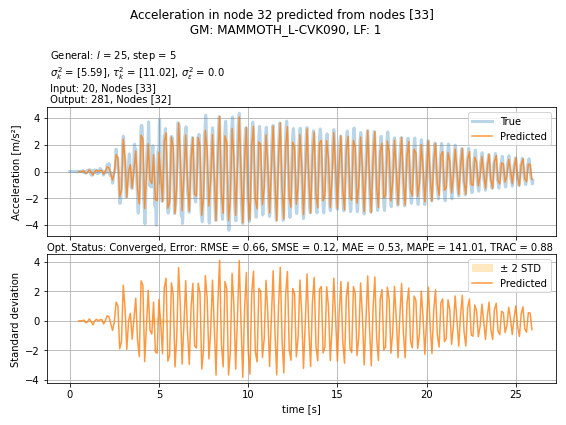 Acceleration in node 32 predicted from nodes [33]
GM: MAMMOTH_L-CVK090, LF: 1
General: l = 25, step = 5
σ²ₖ = [5.59], τ²ₖ = [11.02], σ²ε = 0.0
Input: 20, Nodes [33]
Output: 281, Nodes [32]
Acceleration [m/s²]
4
2
0
−2
−4
True
Predicted
Opt. Status: Converged, Error: RMSE = 0.66, SMSE = 0.12, MAE = 0.53, MAPE = 141.01, TRAC = 0.88
Standard deviation
4
2
0
−2
−4
± 2 STD
Predicted
0 5 10 15 20 25
time [s]